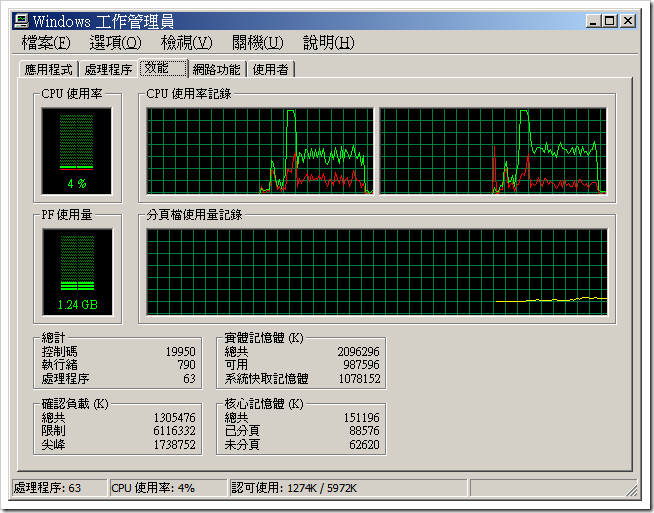 Windows 工作管理員
檔案(F) 選項(O) 檢視(V) 關機(U) 說明(H)
應用程式 處理程序 效能 網路功能 使用者
CPU 使用率 CPU 使用率記錄
4 %
PF 使用量 分頁檔使用量記錄
1.24 GB
總計 實體記憶體 (K)
控制碼 19950 總共 2096296
執行緒 790 可用 987596
處理程序 63 系統快取記憶體 1078152
確認負載 (K) 核心記憶體 (K)
總共 1305476 總共 151196
限制 6116332 已分頁 88576
尖峰 1738752 未分頁 62620
處理程序: 63 CPU 使用率: 4% 認可使用: 1274K / 5972K